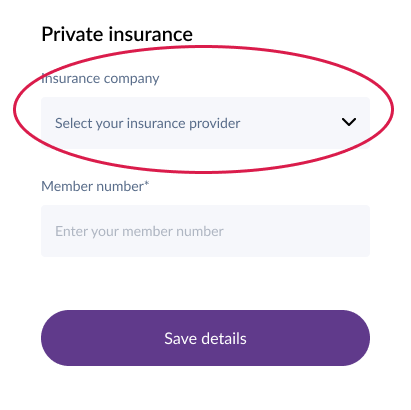 Private insurance
Insurance company
Select your insurance provider
Member number*
Enter your member number
Save details